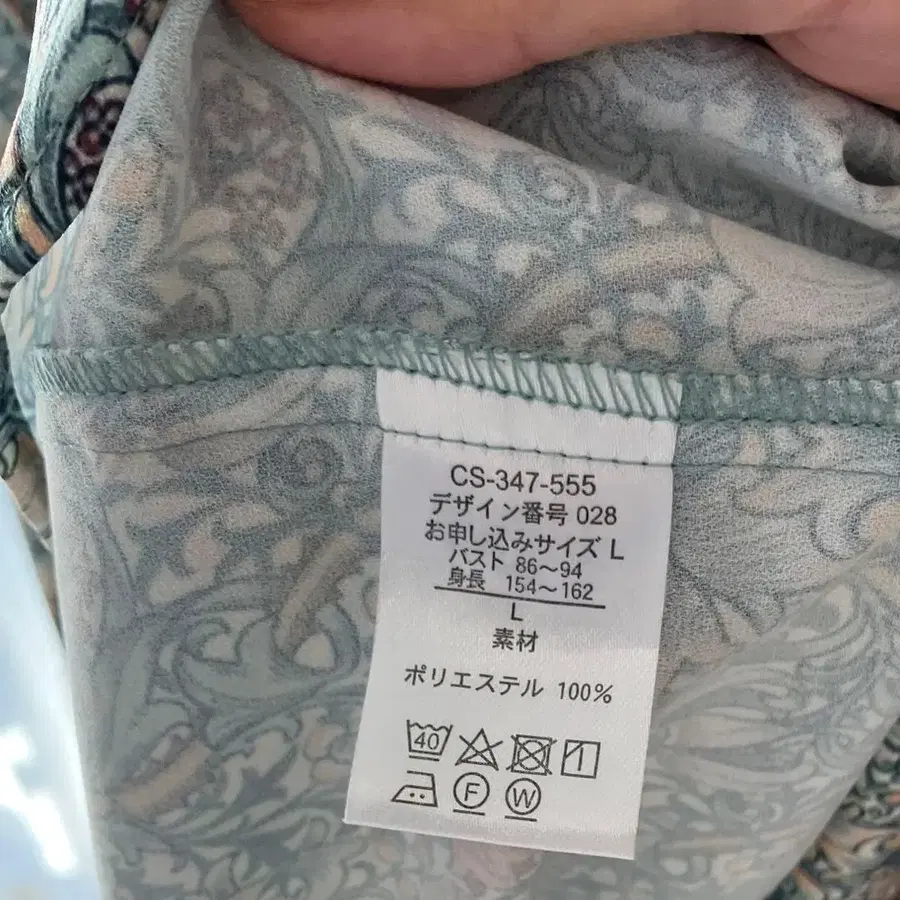 CS-347-555
デザイン番号 028
お申し込みサイズ L
バスト 86〜94
身長 154〜162
L
素材
ポリエステル 100%
40
F W